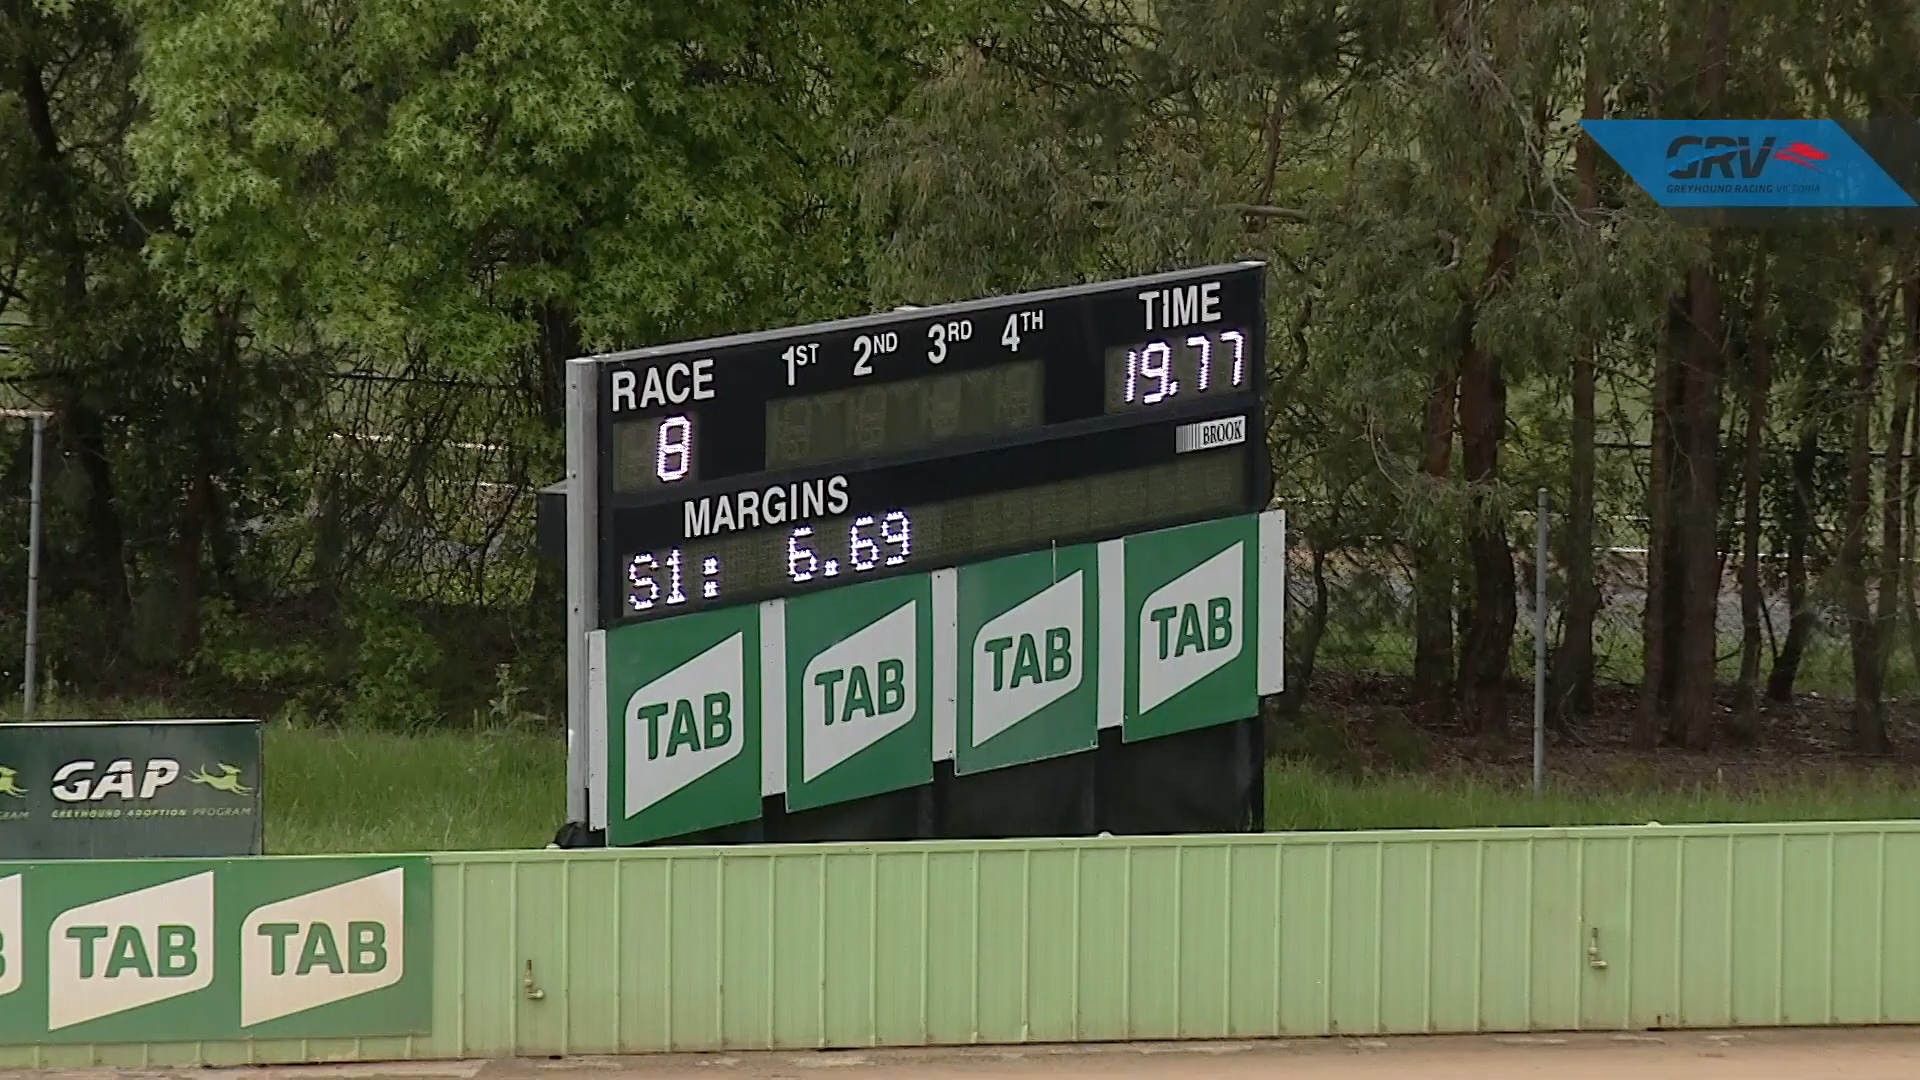 GRV
GREYHOUND RACING VICTORIA
RACE 1ST 2ND 3RD 4TH TIME
8 19.77
BROOK
MARGINS
S1: 6.69
TAB TAB TAB TAB
GAP
GREYHOUND ADOPTION PROGRAM
TAB TAB